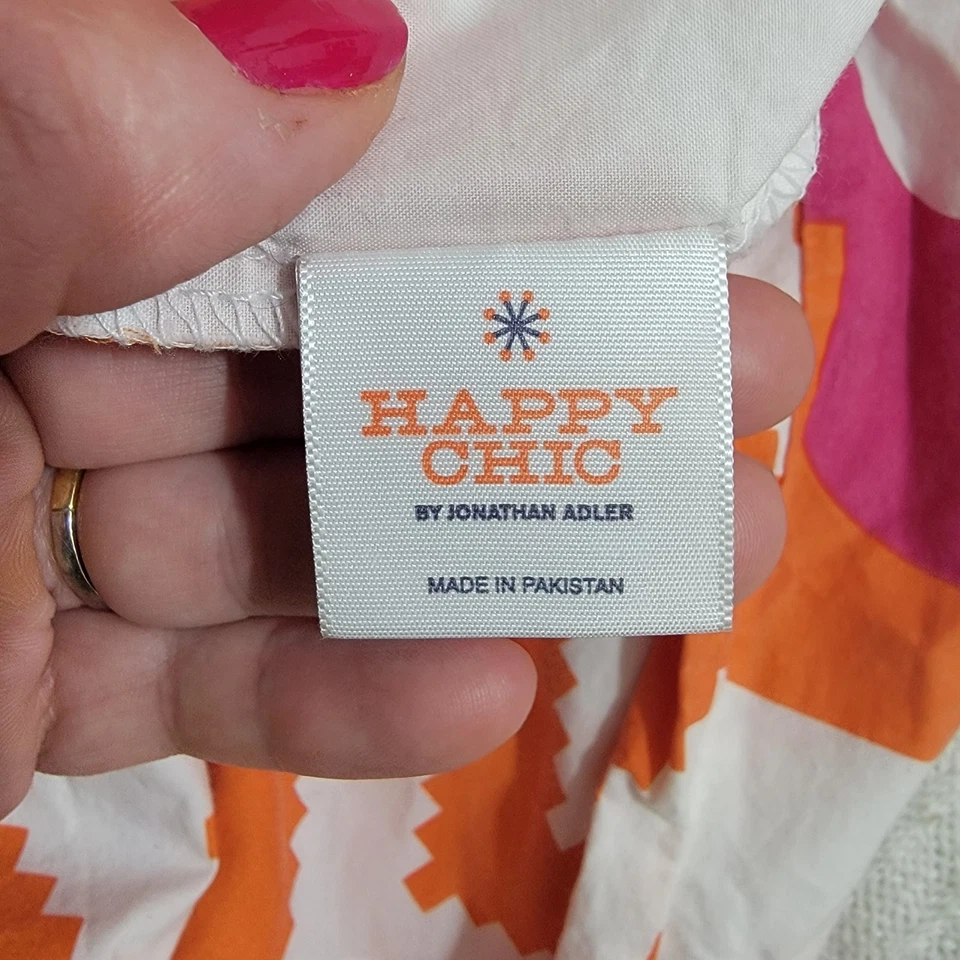 HAPPY
CHIC
BY JONATHAN ADLER
MADE IN PAKISTAN